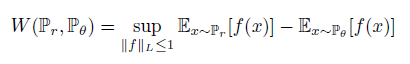 W(ℙ_r, ℙ_θ) = sup_{‖f‖_L ≤ 1} 𝔼_{x∼ℙ_r}[f(x)] − 𝔼_{x∼ℙ_θ}[f(x)]